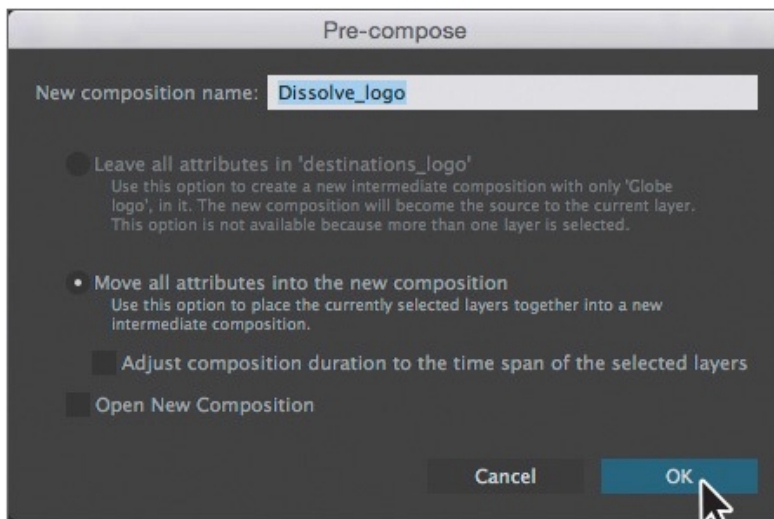 Pre-compose
New composition name: Dissolve_logo
Leave all attributes in 'destinations_logo'
Use this option to create a new intermediate composition with only 'Globe
logo', in it. The new composition will become the source to the current layer.
This option is not available because more than one layer is selected.
Move all attributes into the new composition
Use this option to place the currently selected layers together into a new
intermediate composition.
Adjust composition duration to the time span of the selected layers
Open New Composition
Cancel OK